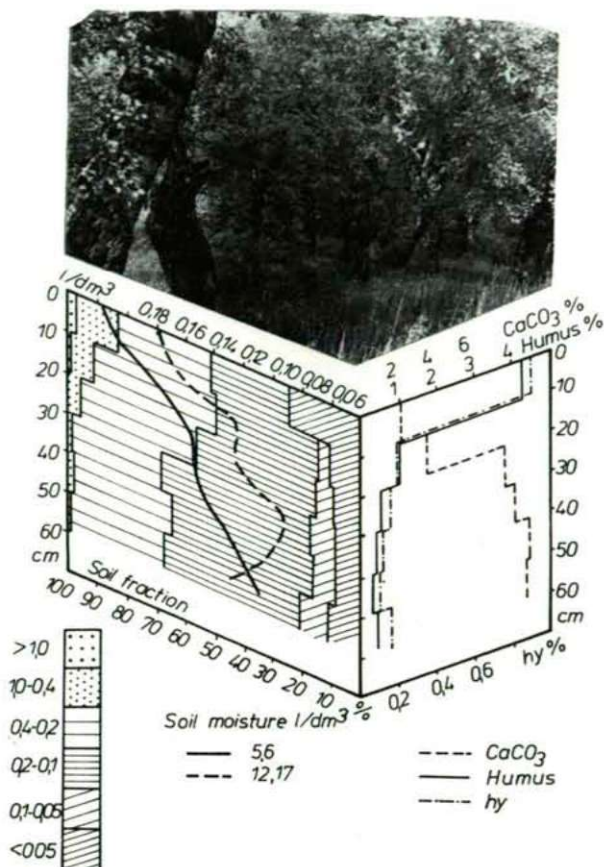 l/dm3
0,18 0,16 0,14 0,12 0,10 0,08 0,06
0
10
20
30
40
50
60
cm
Soil fraction
100 90 80 70 60 50 40 30 20 10 %
CaCO3 %
2 4 6
Humus %
1 2 3 4
0
10
20
30
40
50
60
cm
0,2 0,4 0,6
hy %
>1,0
1,0-0,4
0,4-0,2
0,2-0,1
0,1-0,05
<005
Soil moisture l/dm3
5,6
12,17
CaCO3
Humus
hy